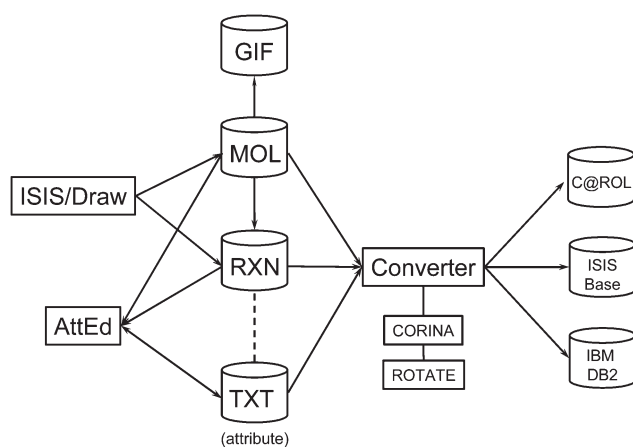 GIF
MOL
ISIS/Draw
RXN
AttEd
TXT
(attribute)
Converter
CORINA
ROTATE
C@ROL
ISIS
Base
IBM
DB2